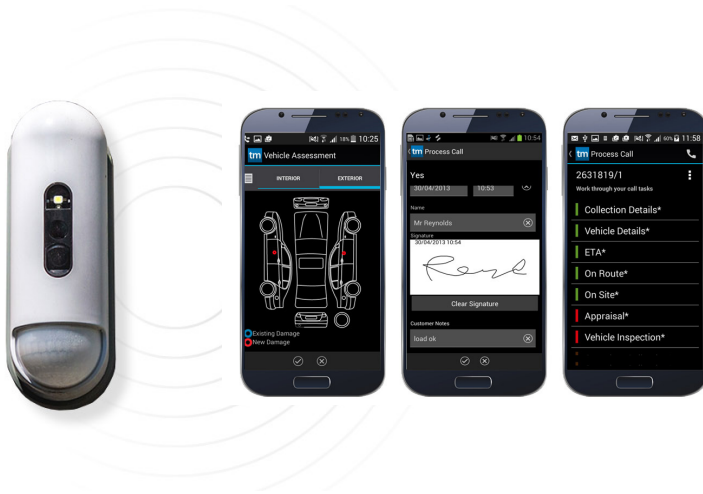 18% 10:25
tm Vehicle Assessment
INTERIOR EXTERIOR
Existing Damage
New Damage
10:54
tm Process Call
Yes
30/04/2013 10:53
Name
Mr Reynolds
Signature
30/04/2013 10:54
Clear Signature
Customer Notes
load ok
60% 11:58
tm Process Call
2631819/1
Work through your call tasks
Collection Details*
Vehicle Details*
ETA*
On Route*
On Site*
Appraisal*
Vehicle Inspection*